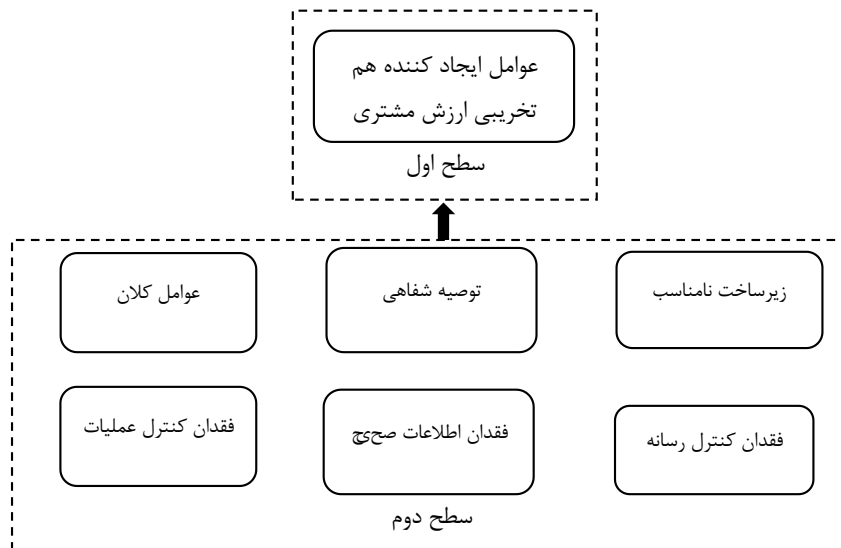 عوامل ایجاد کننده هم
تخریبی ارزش مشتری
سطح اول
زیرساخت نامناسب
توصیه شفاهی
عوامل کلان
فقدان کنترل رسانه
فقدان اطلاعات صحیح
فقدان کنترل عملیات
سطح دوم